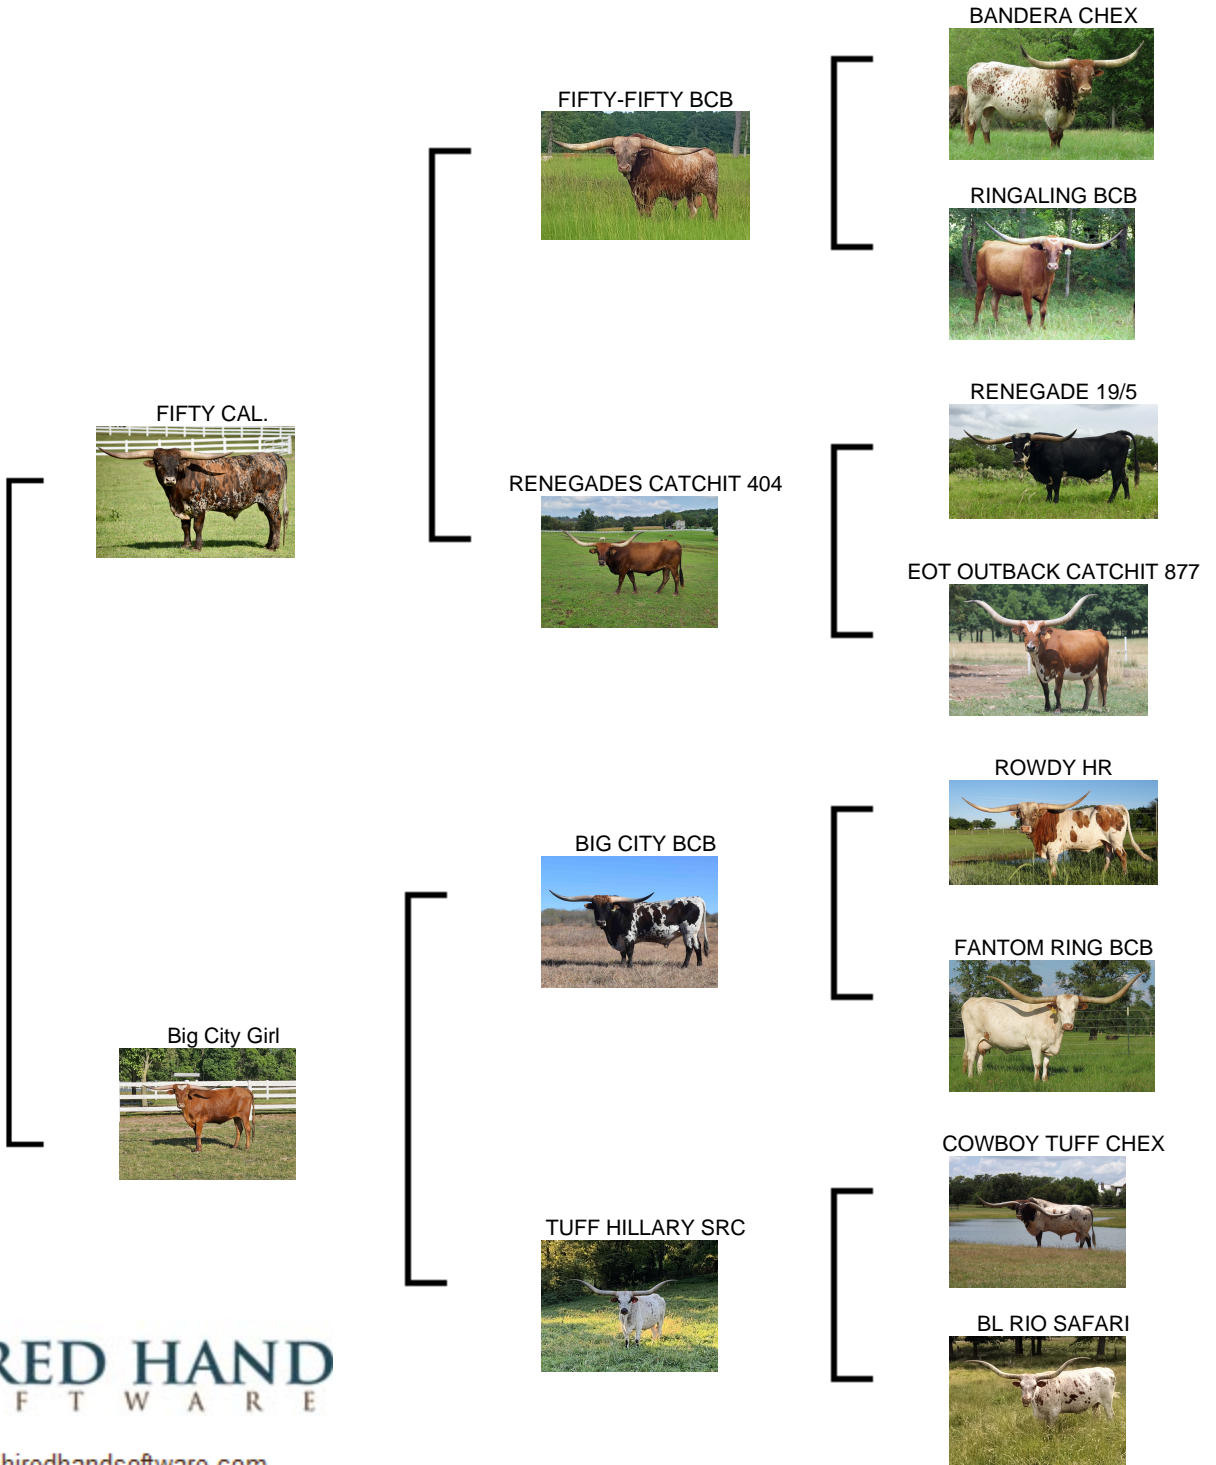 BANDERA CHEX
FIFTY-FIFTY BCB
RINGALING BCB
RENEGADE 19/5
FIFTY CAL.
RENEGADES CATCHIT 404
EOT OUTBACK CATCHIT 877
ROWDY HR
BIG CITY BCB
FANTOM RING BCB
Big City Girl
COWBOY TUFF CHEX
TUFF HILLARY SRC
BL RIO SAFARI
RED HAND
F T W A R E
hiredhandsoftware.com